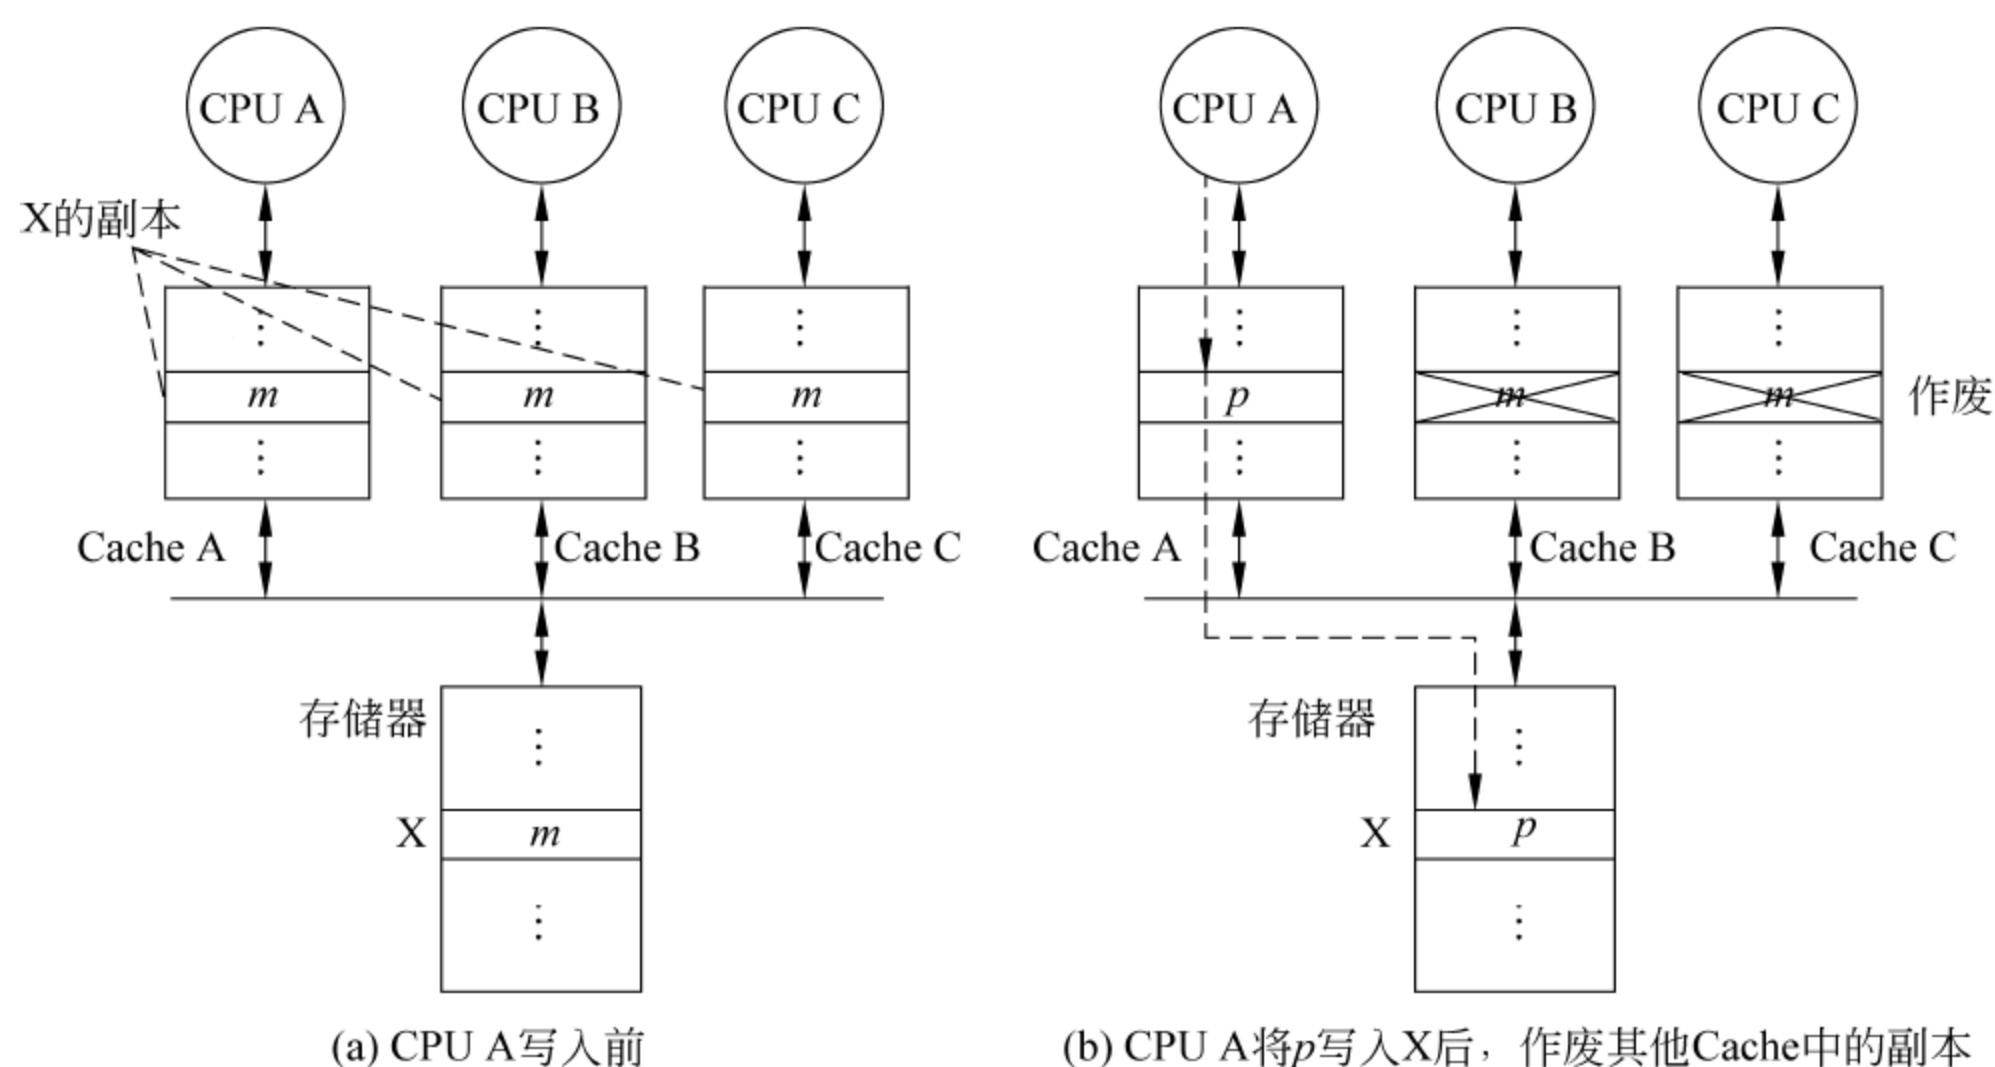 CPU A CPU B CPU C
X的副本
⋮ ⋮ ⋮
m m m
⋮ ⋮ ⋮
Cache A Cache B Cache C
存储器
⋮
X m
⋮
(a) CPU A写入前
CPU A CPU B CPU C
⋮ ⋮ ⋮
p m m 作废
⋮ ⋮ ⋮
Cache A Cache B Cache C
存储器
⋮
X p
⋮
(b) CPU A将p写入X后，作废其他Cache中的副本